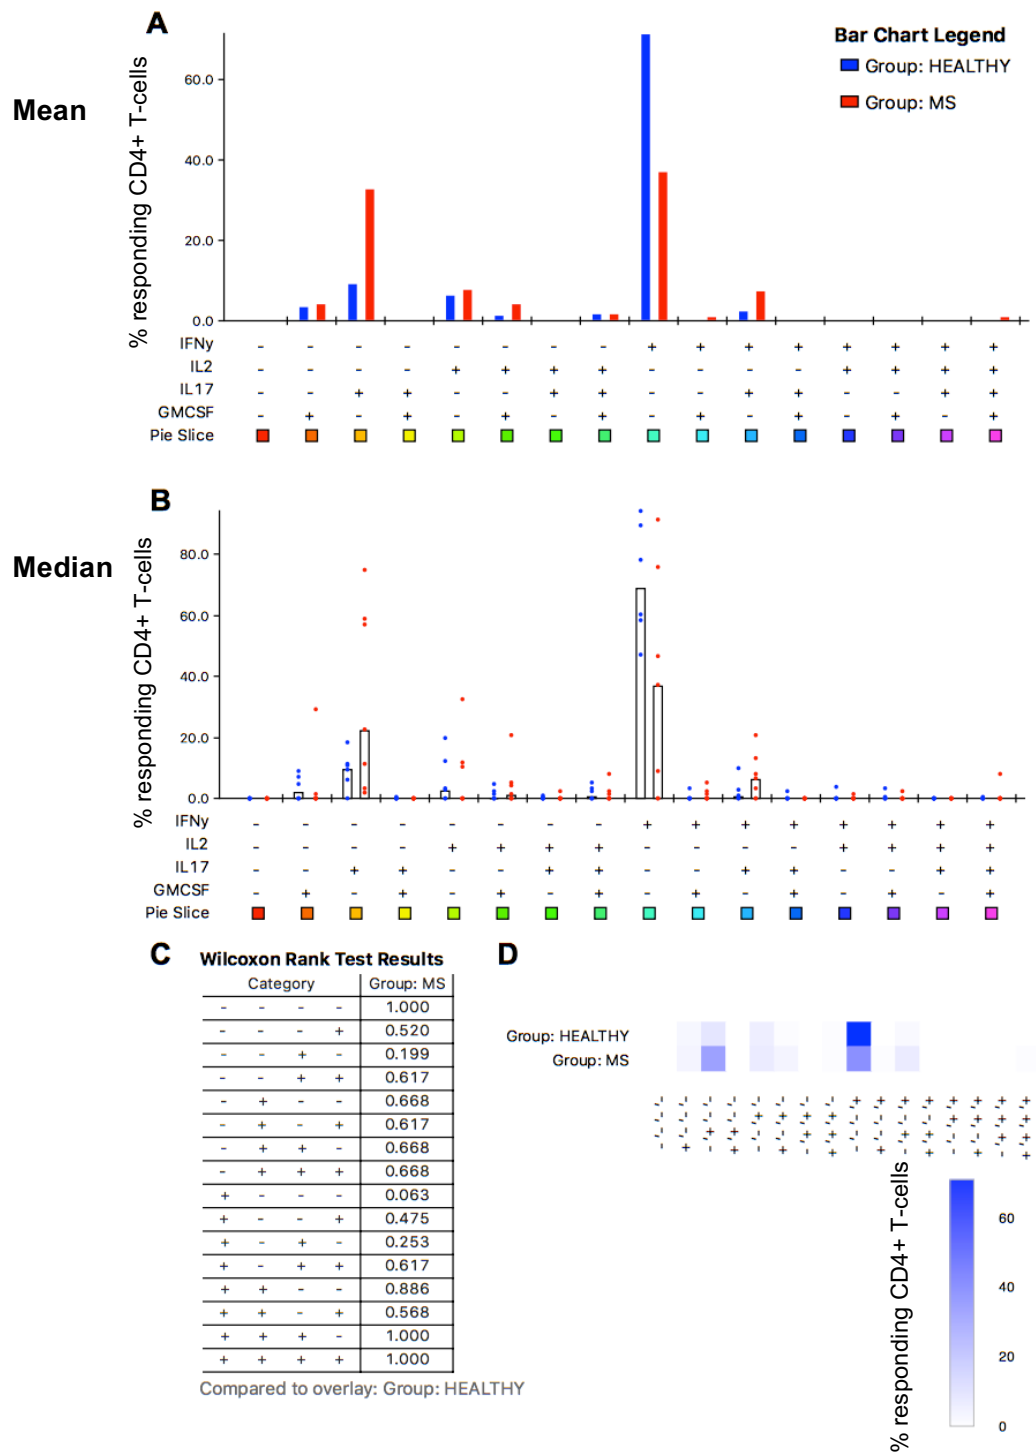 A
Bar Chart Legend
Group: HEALTHY
Group: MS
Mean
% responding CD4+ T-cells
60.0
40.0
20.0
0.0
IFNy - - - - - - - - + + + + + + + +
IL2 - - - - + + + + - - - - + + + +
IL17 - - + + - - + + - - + + - - + +
GMCSF - + - + - + - + - + - + - + - +
Pie Slice
B
Median
% responding CD4+ T-cells
80.0
60.0
40.0
20.0
0.0
IFNy - - - - - - - - + + + + + + + +
IL2 - - - - + + + + - - - - + + + +
IL17 - - + + - - + + - - + + - - + +
GMCSF - + - + - + - + - + - + - + - +
Pie Slice
C
Wilcoxon Rank Test Results
Category Group: MS
- - - - 1.000
- - - + 0.520
- - + - 0.199
- - + + 0.617
- + - - 0.668
- + - + 0.617
- + + - 0.668
- + + + 0.668
+ - - - 0.063
+ - - + 0.475
+ - + - 0.253
+ - + + 0.617
+ + - - 0.886
+ + - + 0.568
+ + + - 1.000
+ + + + 1.000
Compared to overlay: Group: HEALTHY
D
Group: HEALTHY
Group: MS
% responding CD4+ T-cells
60
40
20
0